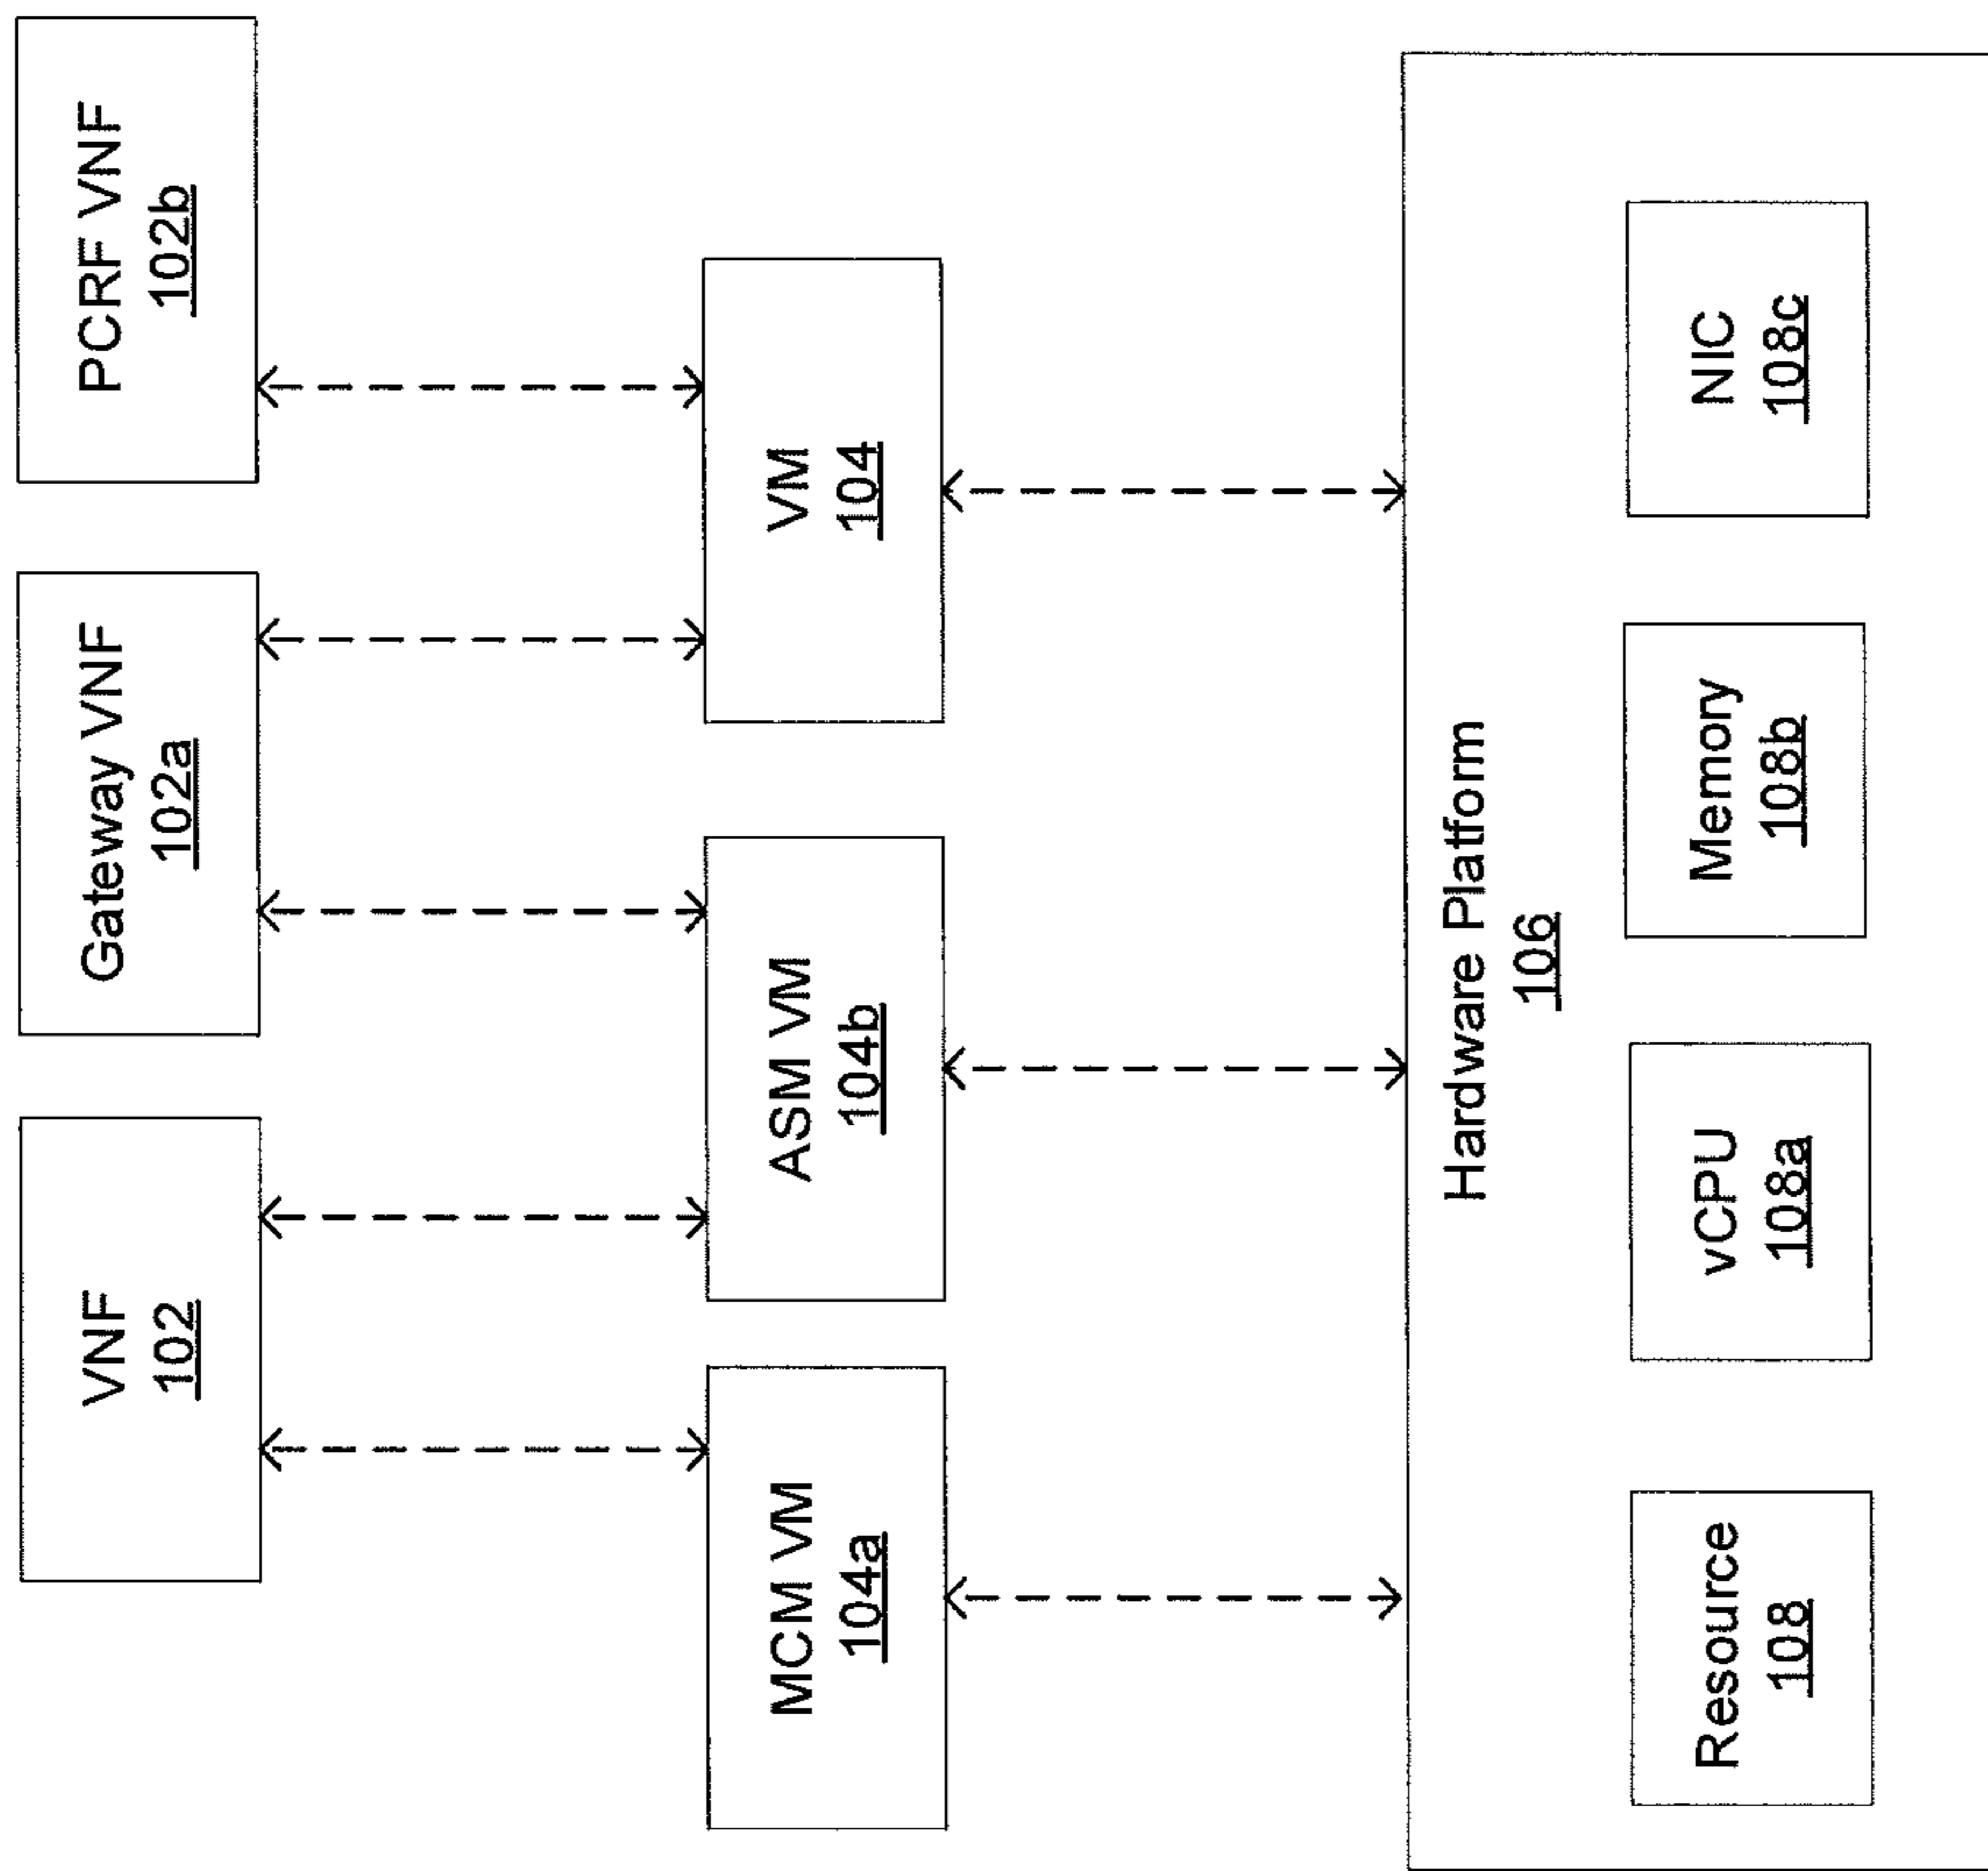 VNF
102
Gateway VNF
102a
PCRF VNF
102b
MCM VM
104a
ASM VM
104b
VM
104
Hardware Platform
106
Resource
108
vCPU
108a
Memory
108b
NIC
108c